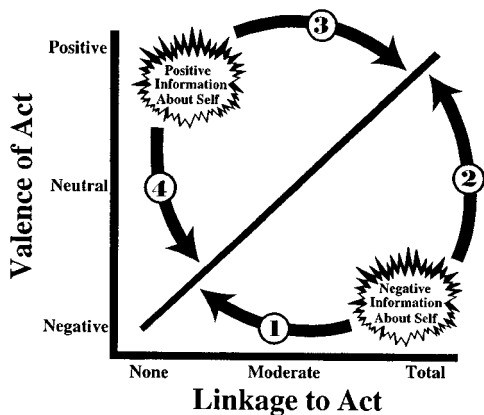 Positive
3
Positive
Information
About Self
Valence of Act
Neutral
4
2
Negative
Information
About Self
Negative
1
None
Moderate
Total
Linkage to Act